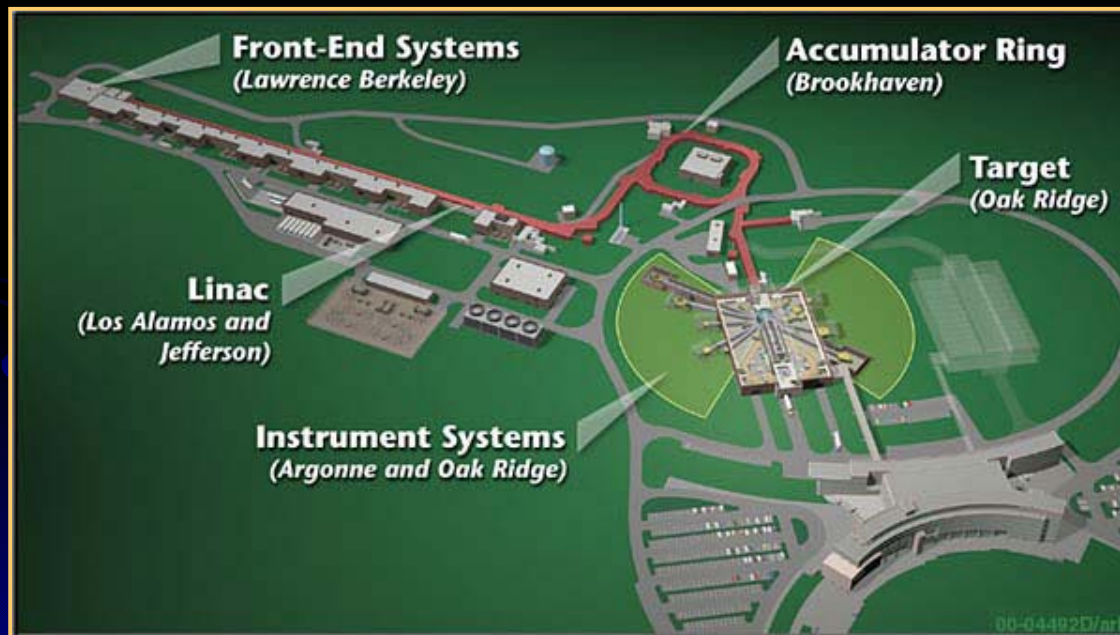 Front-End Systems
(Lawrence Berkeley)
Accumulator Ring
(Brookhaven)
Target
(Oak Ridge)
Linac
(Los Alamos and
Jefferson)
Instrument Systems
(Argonne and Oak Ridge)